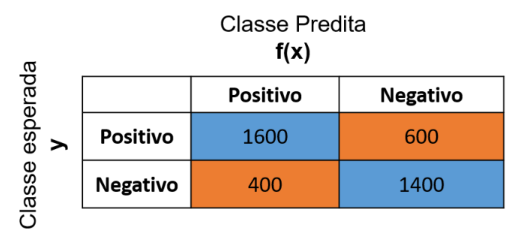 Classe Predita
f(x)
Classe esperada
y
Positivo Negativo
Positivo 1600 600
Negativo 400 1400